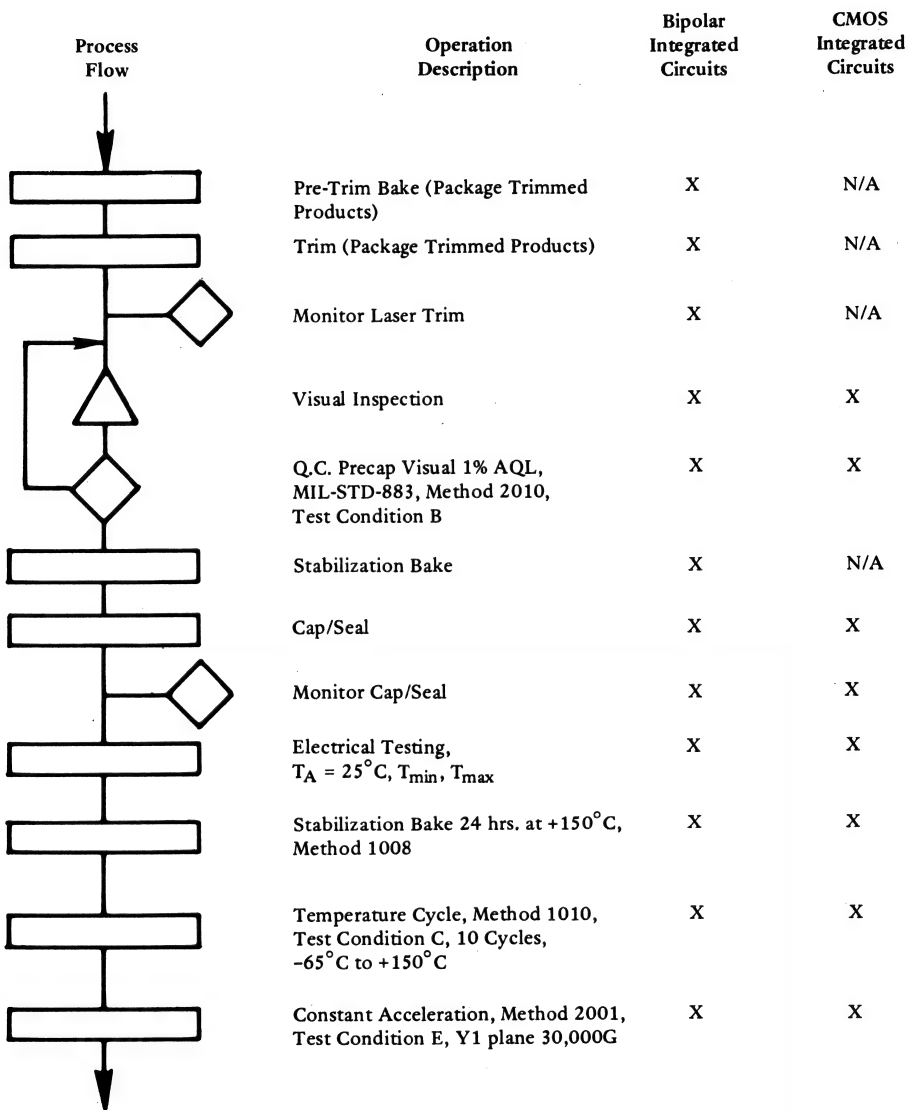 Process
Flow
Operation
Description
Bipolar
Integrated
Circuits
CMOS
Integrated
Circuits
Pre-Trim Bake (Package Trimmed
Products)
X
N/A
Trim (Package Trimmed Products)
X
N/A
Monitor Laser Trim
X
N/A
Visual Inspection
X
X
Q.C. Precap Visual 1% AQL,
MIL-STD-883, Method 2010,
Test Condition B
X
X
Stabilization Bake
X
N/A
Cap/Seal
X
X
Monitor Cap/Seal
X
X
Electrical Testing,
TA = 25°C, Tmin, Tmax
X
X
Stabilization Bake 24 hrs. at +150°C,
Method 1008
X
X
Temperature Cycle, Method 1010,
Test Condition C, 10 Cycles,
-65°C to +150°C
X
X
Constant Acceleration, Method 2001,
Test Condition E, Y1 plane 30,000G
X
X